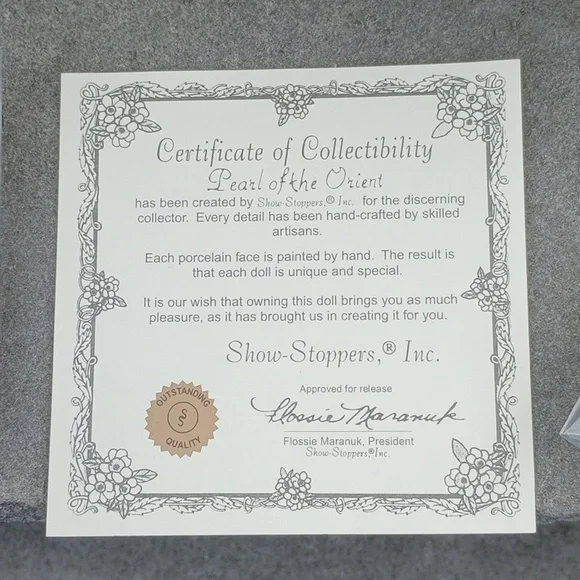 Certificate of Collectibility
Pearl of the Orient
has been created by Show-Stoppers,® Inc. for the discerning
collector. Every detail has been hand-crafted by skilled
artisans.
Each porcelain face is painted by hand. The result is
that each doll is unique and special.
It is our wish that owning this doll brings you as much
pleasure, as it has brought us in creating it for you.
Show-Stoppers,® Inc.
Approved for release
Flossie Maranuk
Flossie Maranuk, President
Show-Stoppers,® Inc.
OUTSTANDING
SS
QUALITY